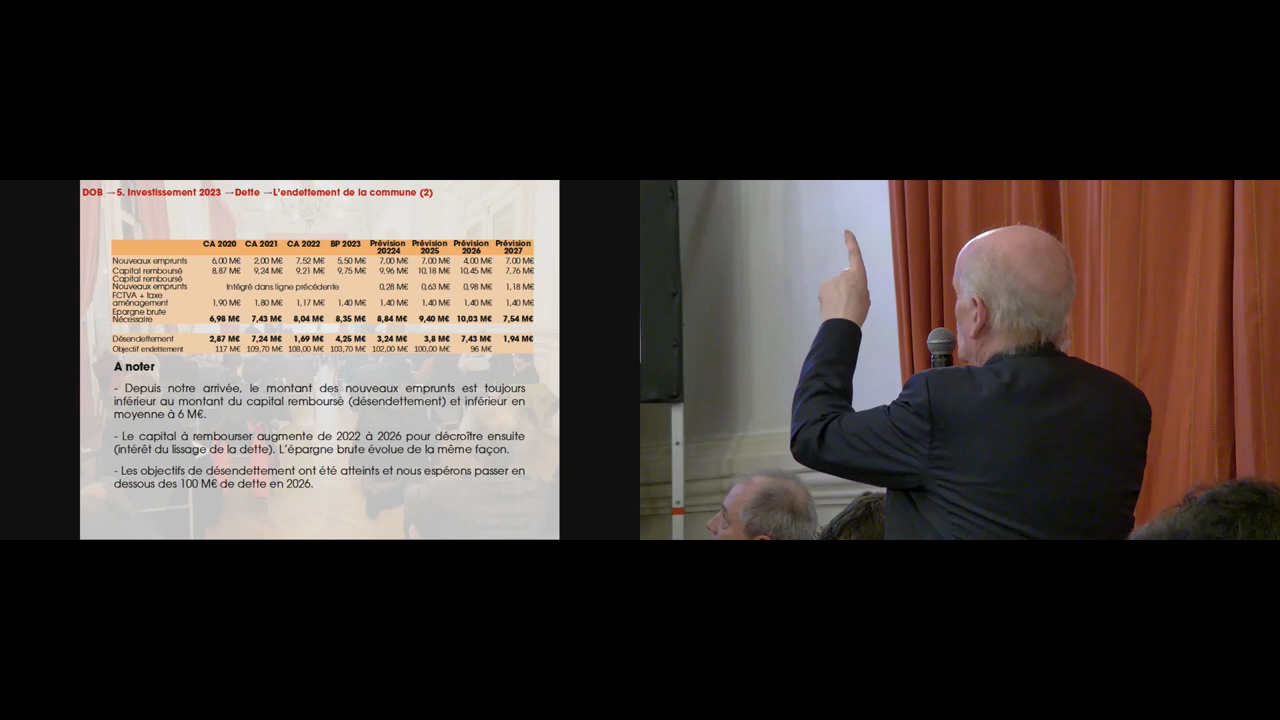 DOB → 5. Investissement 2023 → Dette → L'endettement de la commune (2)
CA 2020 CA 2021 CA 2022 BP 2023 Prévision 20224 Prévision 2025 Prévision 2026 Prévision 2027
Nouveaux emprunts 6,00 M€ 2,00 M€ 7,52 M€ 5,50 M€ 7,00 M€ 7,00 M€ 4,00 M€ 7,00 M€
Capital remboursé 8,87 M€ 9,24 M€ 9,21 M€ 9,75 M€ 9,96 M€ 10,18 M€ 10,45 M€ 7,76 M€
Capital remboursé
Nouveaux emprunts Intégré dans ligne précédente 0,28 M€ 0,63 M€ 0,98 M€ 1,18 M€
FCTVA + taxe
aménagement 1,90 M€ 1,80 M€ 1,17 M€ 1,40 M€ 1,40 M€ 1,40 M€ 1,40 M€ 1,40 M€
Epargne brute
Nécessaire 6,98 M€ 7,43 M€ 8,04 M€ 8,35 M€ 8,84 M€ 9,40 M€ 10,03 M€ 7,54 M€
Désendettement 2,87 M€ 7,24 M€ 1,69 M€ 4,25 M€ 3,24 M€ 3,8 M€ 7,43 M€ 1,94 M€
Objectif endettement 117 M€ 109,70 M€ 108,00 M€ 103,70 M€ 102,00 M€ 100,00 M€ 96 M€
A noter
- Depuis notre arrivée, le montant des nouveaux emprunts est toujours
inférieur au montant du capital remboursé (désendettement) et inférieur en
moyenne à 6 M€.
- Le capital à rembourser augmente de 2022 à 2026 pour décroître ensuite
(intérêt du lissage de la dette). L'épargne brute évolue de la même façon.
- Les objectifs de désendettement ont été atteints et nous espérons passer en
dessous des 100 M€ de dette en 2026.